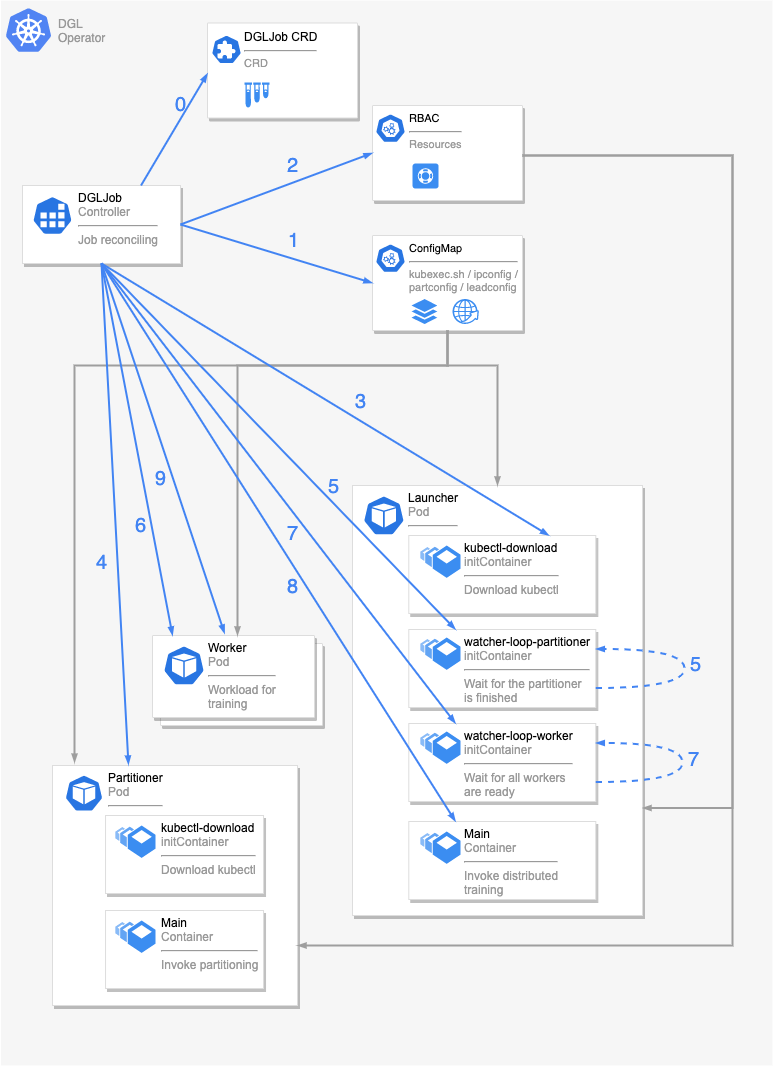 DGL
Operator
DGLJob CRD
CRD
0
RBAC
Resources
2
DGLJob
Controller
Job reconciling
1
ConfigMap
kubexec.sh / ipconfig /
partconfig / leadconfig
3
9
5
6
7
4
8
Launcher
Pod
kubectl-download
initContainer
Download kubectl
watcher-loop-partitioner
initContainer
Wait for the partitioner
is finished
5
watcher-loop-worker
initContainer
Wait for all workers
are ready
7
Main
Container
Invoke distributed
training
Worker
Pod
Workload for
training
Partitioner
Pod
kubectl-download
initContainer
Download kubectl
Main
Container
Invoke partitioning